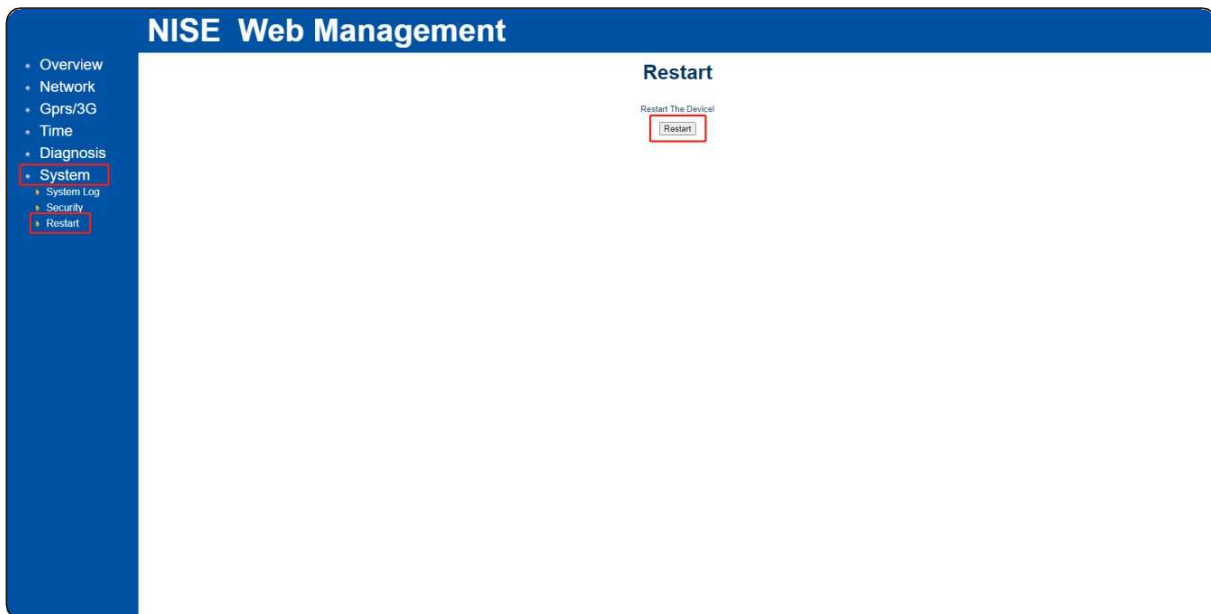 NISE Web Management
Overview
Network
Gprs/3G
Time
Diagnosis
System
System Log
Security
Restart
Restart
Restart The Device!
Restart